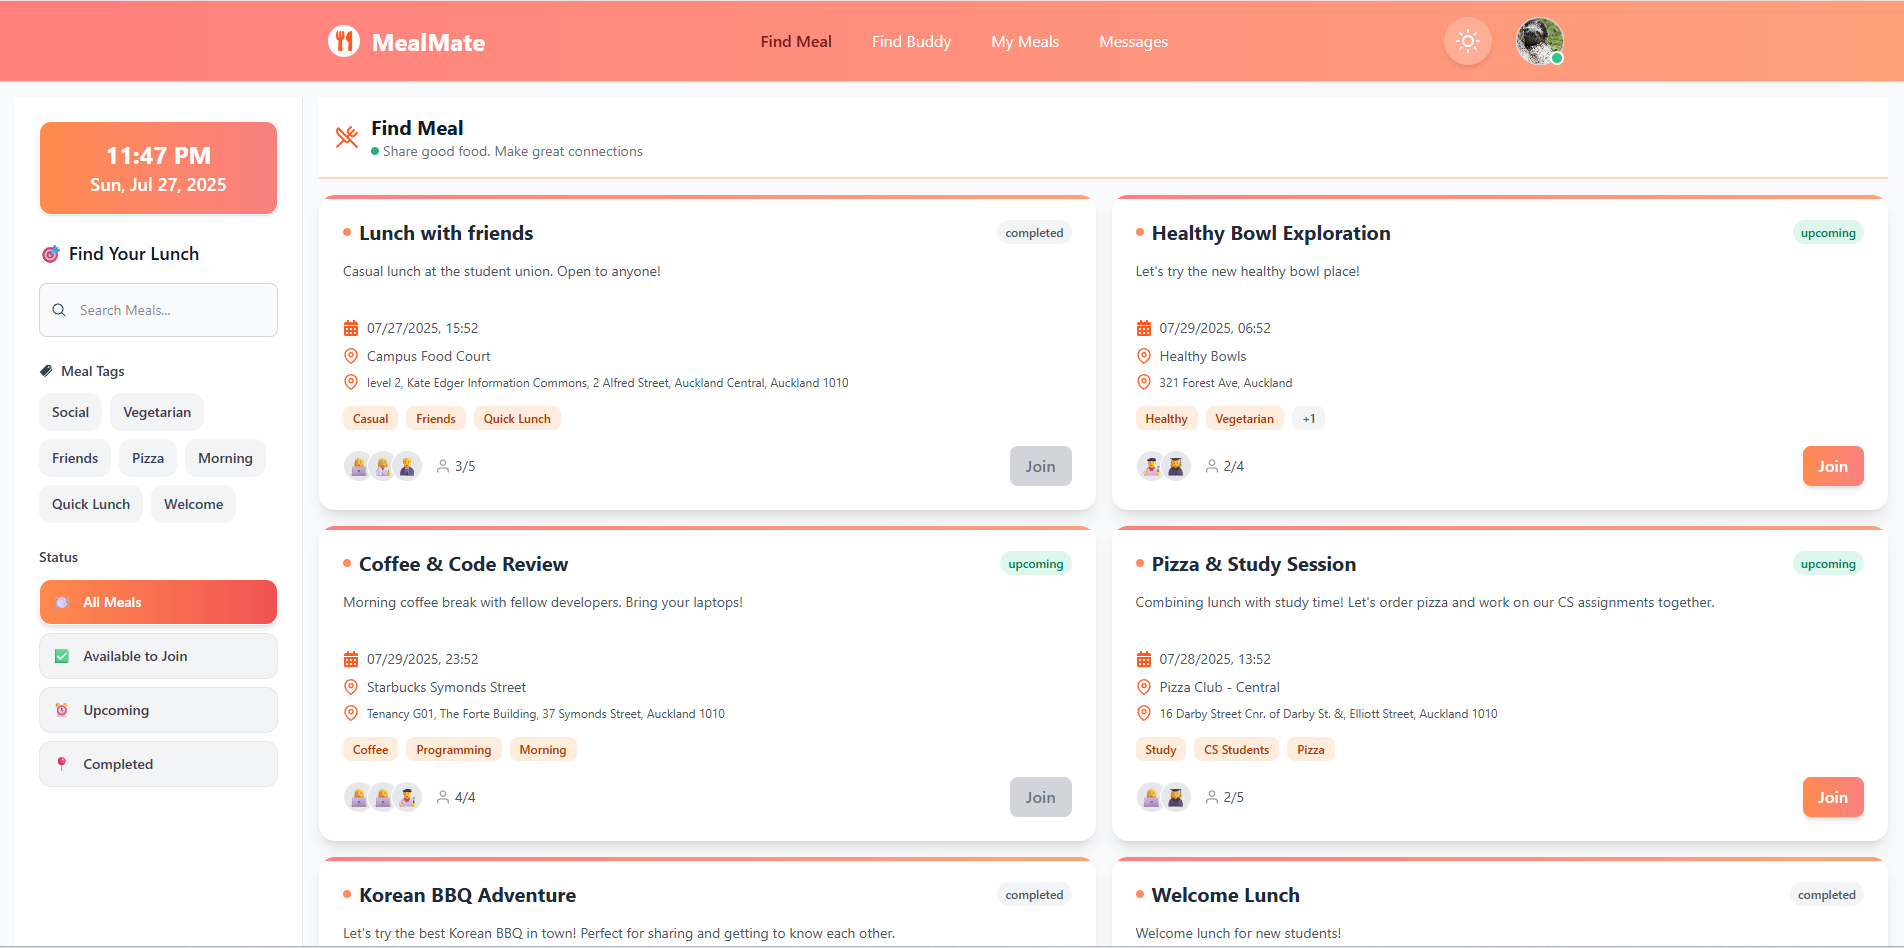 MealMate
Find Meal
Find Buddy
My Meals
Messages
11:47 PM
Sun, Jul 27, 2025
Find Your Lunch
Search Meals...
Meal Tags
Social
Vegetarian
Friends
Pizza
Morning
Quick Lunch
Welcome
Status
All Meals
Available to Join
Upcoming
Completed
Find Meal
Share good food. Make great connections
Lunch with friends
completed
Casual lunch at the student union. Open to anyone!
07/27/2025, 15:52
Campus Food Court
level 2, Kate Edger Information Commons, 2 Alfred Street, Auckland Central, Auckland 1010
Casual
Friends
Quick Lunch
3/5
Join
Healthy Bowl Exploration
upcoming
Let's try the new healthy bowl place!
07/29/2025, 06:52
Healthy Bowls
321 Forest Ave, Auckland
Healthy
Vegetarian
+1
2/4
Join
Coffee & Code Review
upcoming
Morning coffee break with fellow developers. Bring your laptops!
07/29/2025, 23:52
Starbucks Symonds Street
Tenancy G01, The Forte Building, 37 Symonds Street, Auckland 1010
Coffee
Programming
Morning
4/4
Join
Pizza & Study Session
upcoming
Combining lunch with study time! Let's order pizza and work on our CS assignments together.
07/28/2025, 13:52
Pizza Club - Central
16 Darby Street Cnr. of Darby St. &, Elliott Street, Auckland 1010
Study
CS Students
Pizza
2/5
Join
Korean BBQ Adventure
completed
Let's try the best Korean BBQ in town! Perfect for sharing and getting to know each other.
Welcome Lunch
completed
Welcome lunch for new students!